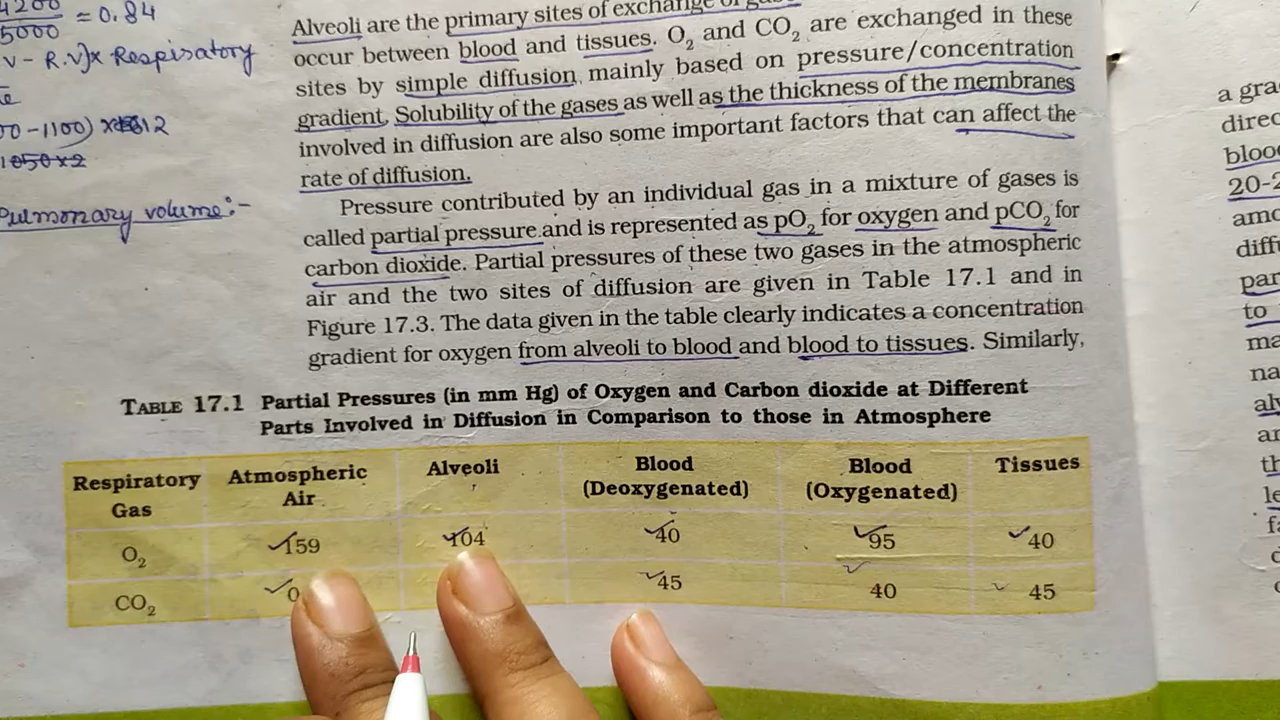 4200
5000 = 0.84
V - R.V)x Respiratory
00-1100) x 12
1050x2
Pulmonary volume:-
Alveoli are the primary sites of exchange of
occur between blood and tissues. O₂ and CO₂ are exchanged in these
sites by simple diffusion mainly based on pressure/concentration
gradient. Solubility of the gases as well as the thickness of the membranes
involved in diffusion are also some important factors that can affect the
rate of diffusion.
Pressure contributed by an individual gas in a mixture of gases is
called partial pressure and is represented as pO₂ for oxygen and pCO₂ for
carbon dioxide. Partial pressures of these two gases in the atmospheric
air and the two sites of diffusion are given in Table 17.1 and in
Figure 17.3. The data given in the table clearly indicates a concentration
gradient for oxygen from alveoli to blood and blood to tissues. Similarly,
TABLE 17.1 Partial Pressures (in mm Hg) of Oxygen and Carbon dioxide at Different
Parts Involved in Diffusion in Comparison to those in Atmosphere
Respiratory Gas Atmospheric Air Alveoli Blood (Deoxygenated) Blood (Oxygenated) Tissues
O₂ 159 104 40 95 40
CO₂ 0 45 40 45
a gra
direc
bloo
20-2
amo
diff
par
to
ma
na
alv
ar
th
le
f